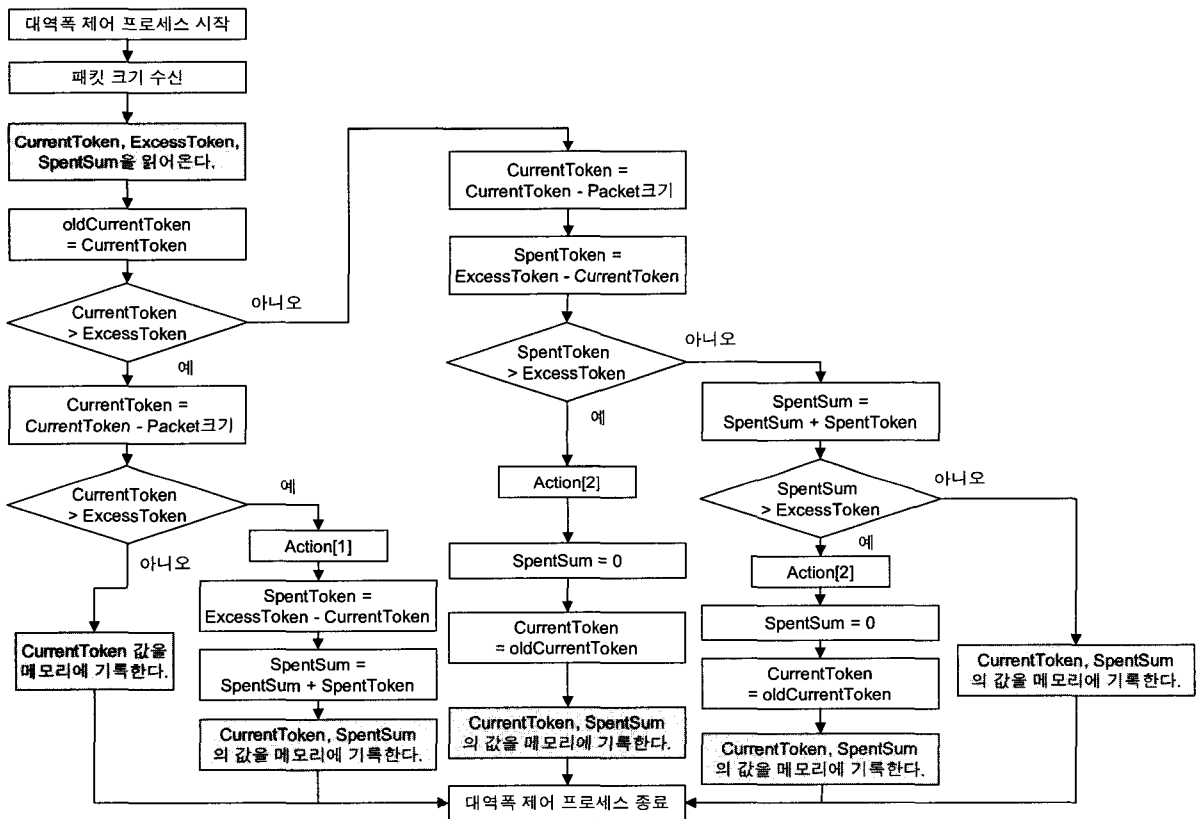 대역폭 제어 프로세스 시작
패킷 크기 수신
CurrentToken, ExcessToken,
SpentSum을 읽어온다.
oldCurrentToken
= CurrentToken
CurrentToken
> ExcessToken
아니오
예
CurrentToken =
CurrentToken - Packet크기
CurrentToken
> ExcessToken
예
아니오
Action[1]
SpentToken =
ExcessToken - CurrentToken
SpentSum =
SpentSum + SpentToken
CurrentToken, SpentSum
의 값을 메모리에 기록한다.
CurrentToken 값을
메모리에 기록한다.
CurrentToken =
CurrentToken - Packet크기
SpentToken =
ExcessToken - CurrentToken
SpentToken
> ExcessToken
아니오
예
Action[2]
SpentSum = 0
CurrentToken
= oldCurrentToken
CurrentToken, SpentSum
의 값을 메모리에 기록한다.
SpentSum =
SpentSum + SpentToken
SpentSum
> ExcessToken
아니오
예
Action[2]
SpentSum = 0
CurrentToken
= oldCurrentToken
CurrentToken, SpentSum
의 값을 메모리에 기록한다.
CurrentToken, SpentSum
의 값을 메모리에 기록한다.
대역폭 제어 프로세스 종료